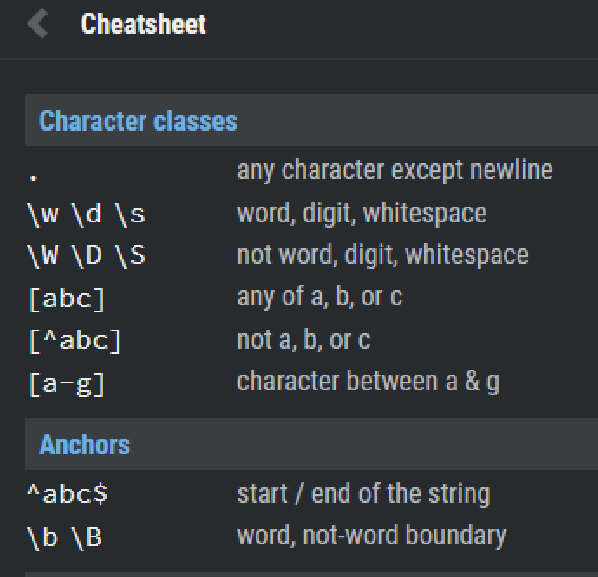 Cheatsheet
Character classes
. any character except newline
\w \d \s word, digit, whitespace
\W \D \S not word, digit, whitespace
[abc] any of a, b, or c
[^abc] not a, b, or c
[a-g] character between a & g
Anchors
^abc$ start / end of the string
\b \B word, not-word boundary